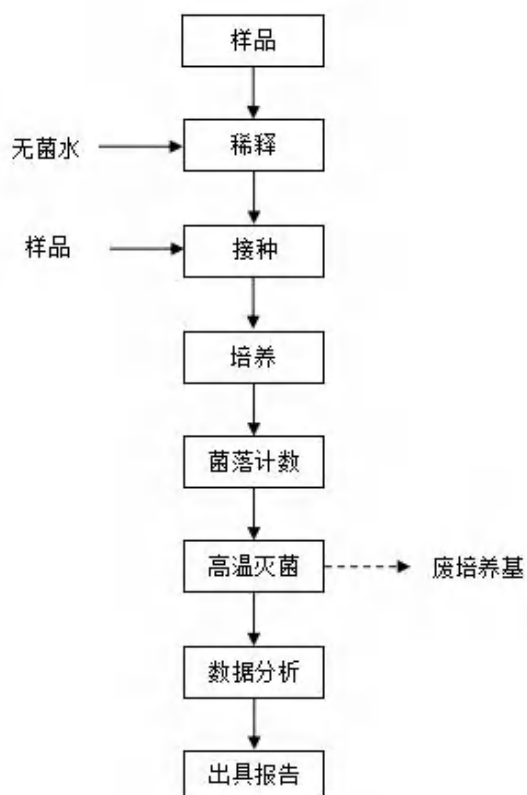 样品
无菌水
稀释
样品
接种
培养
菌落计数
高温灭菌
废培养基
数据分析
出具报告